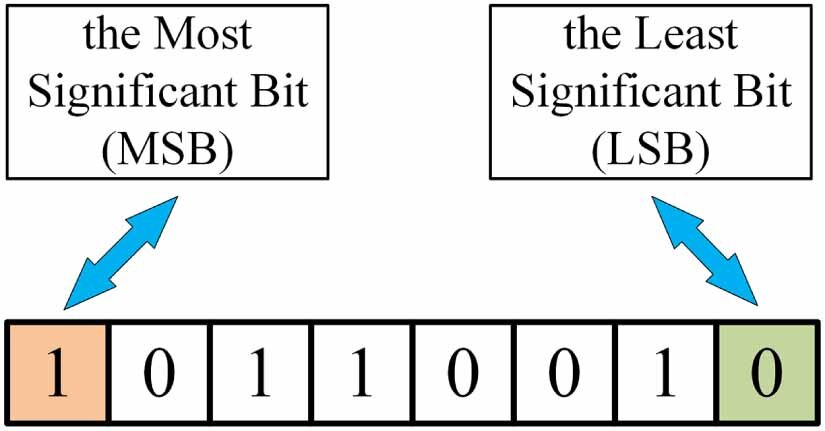 the Most
Significant Bit
(MSB)
the Least
Significant Bit
(LSB)
1 0 1 1 0 0 1 0